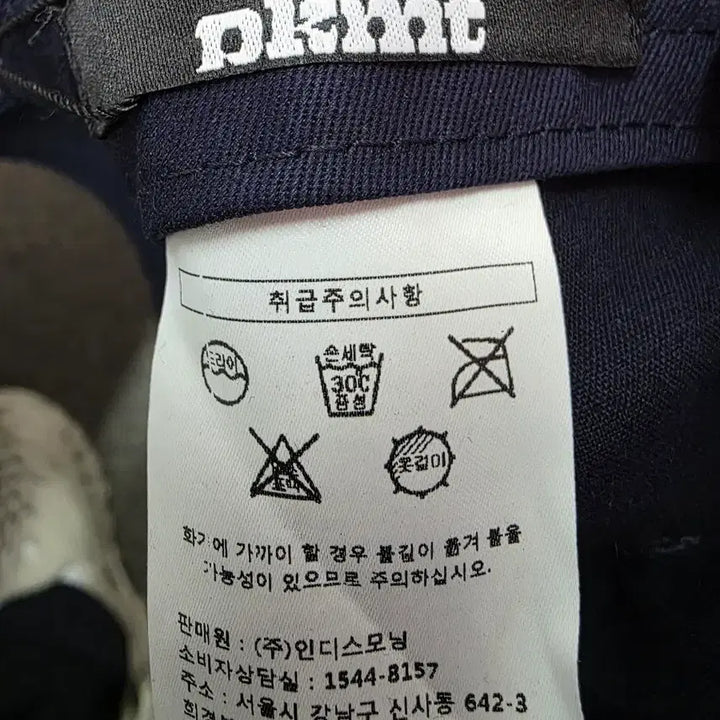 pkmt
취급주의사항
드라이
손세탁
30C
중성
옷걸이
화기에 가까이 할 경우 불길이 옮겨 붙을
가능성이 있으므로 주의하십시오.
판매원 : (주)인디스모닝
소비자상담실 : 1544-8157
주소 : 서울시 강남구 신사동 642-3